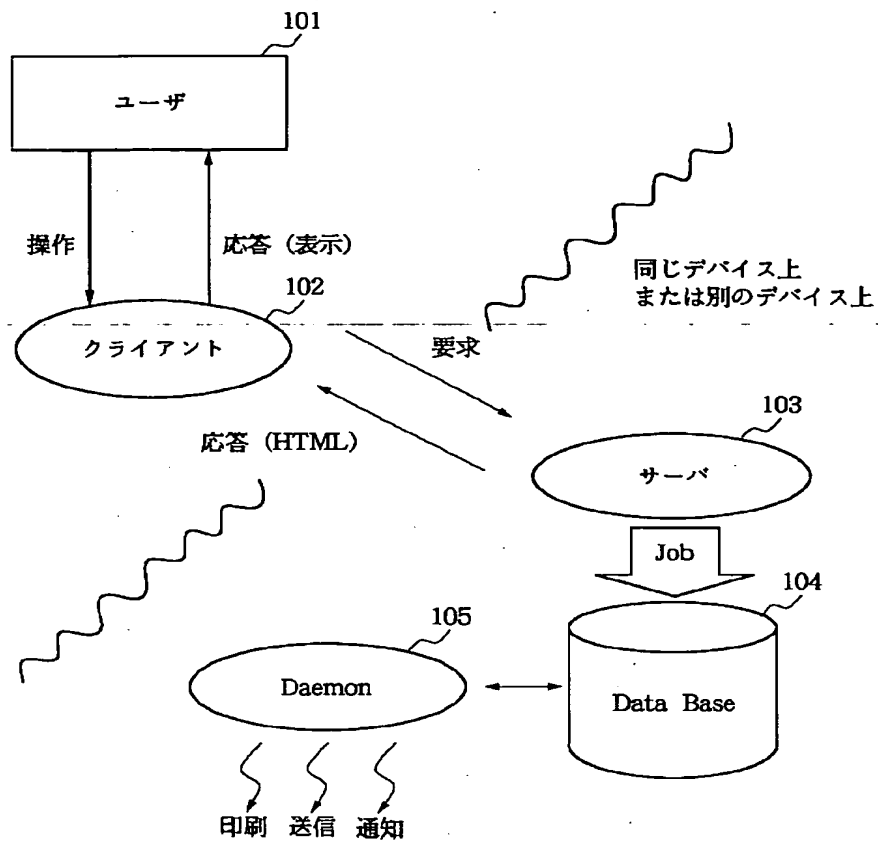 101
ユーザ
操作
応答 (表示)
102
同じデバイス上
または別のデバイス上
クライアント
要求
応答 (HTML)
103
サーバ
Job
104
105
Daemon
Data Base
印刷 送信 通知